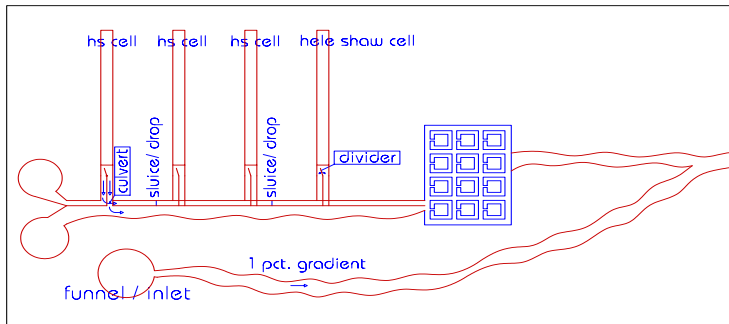 hs cell
hs cell
hs cell
hele shaw cell
culvert
sluice/ drop
sluice/ drop
divider
1 pct. gradient
funnel / inlet